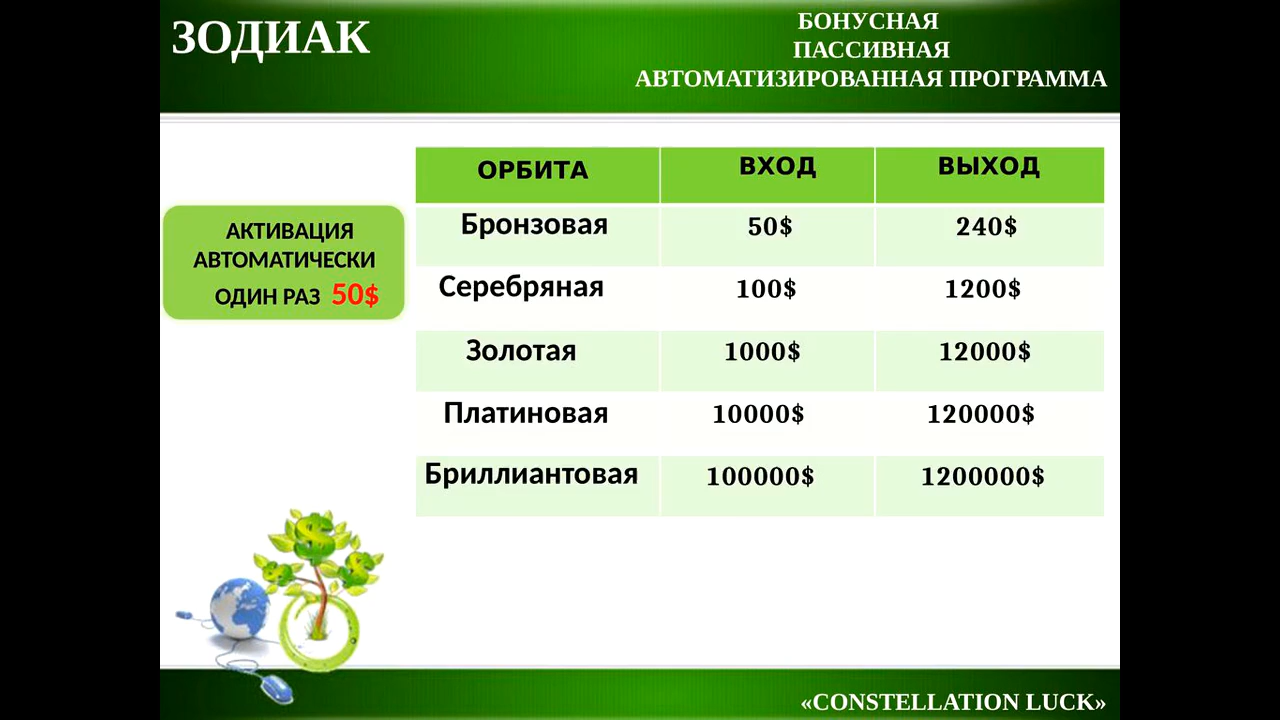 ЗОДИАК
БОНУСНАЯ
ПАССИВНАЯ
АВТОМАТИЗИРОВАННАЯ ПРОГРАММА
АКТИВАЦИЯ
АВТОМАТИЧЕСКИ
ОДИН РАЗ 50$
ОРБИТА ВХОД ВЫХОД
Бронзовая 50$ 240$
Серебряная 100$ 1200$
Золотая 1000$ 12000$
Платиновая 10000$ 120000$
Бриллиантовая 100000$ 1200000$
«CONSTELLATION LUCK»